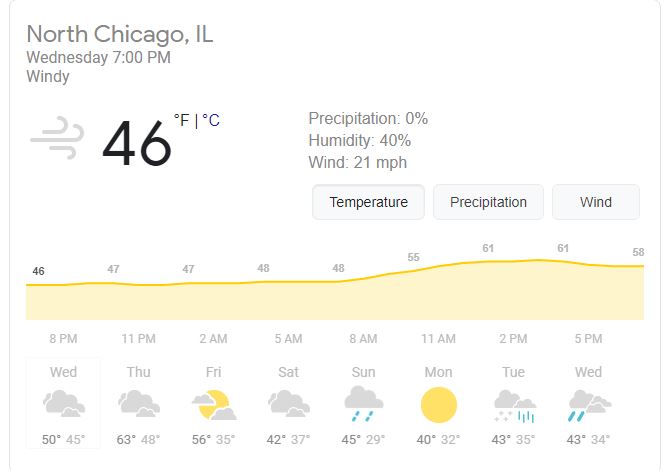 North Chicago, IL
Wednesday 7:00 PM
Windy
46
°F | °C
Precipitation: 0%
Humidity: 40%
Wind: 21 mph
Temperature Precipitation Wind
46 47 47 48 48 55 61 61 58
8 PM 11 PM 2 AM 5 AM 8 AM 11 AM 2 PM 5 PM
Wed Thu Fri Sat Sun Mon Tue Wed
50° 45° 63° 48° 56° 35° 42° 37° 45° 29° 40° 32° 43° 35° 43° 34°